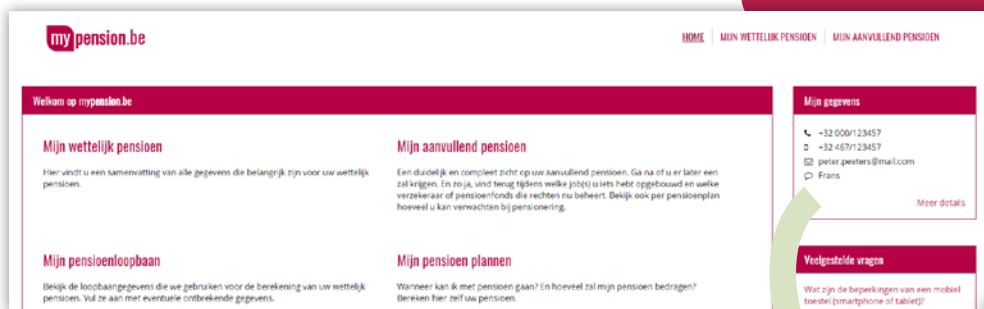 mypension.be
HOME | MIJN WETTELIJK PENSIOEN | MIJN AANVULLEND PENSIOEN
Welkom op mypension.be
Mijn wettelijk pensioen
Hier vindt u een samenvatting van alle gegevens die belangrijk zijn voor uw wettelijk
pensioen.
Mijn aanvullend pensioen
Een duidelijk en compleet zicht op uw aanvullend pensioen. Ga na of u er later een
zal krijgen. En zo ja, vind terug tijdens welke job(s) u iets hebt opgebouwd en welke
verzekeraar of pensioenfonds die rechten nu beheert. Bekijk ook per pensioenplan
hoeveel u kan verwachten bij pensionering.
Mijn pensioenloopbaan
Bekijk de loopbaangegevens die we gebruiken voor de berekening van uw wettelijk
pensioen. Vul ze aan met eventuele ontbrekende gegevens.
Mijn pensioen plannen
Wanneer kan ik met pensioen gaan? En hoeveel zal mijn pensioen bedragen?
Bereken hier zelf uw pensioen.
Mijn gegevens
+32 000/123457
+32 467/123457
peter.peeters@mail.com
Frans
Meer details
Veelgestelde vragen
Wat zijn de beperkingen van een mobiel
toestel (smartphone of tablet)?